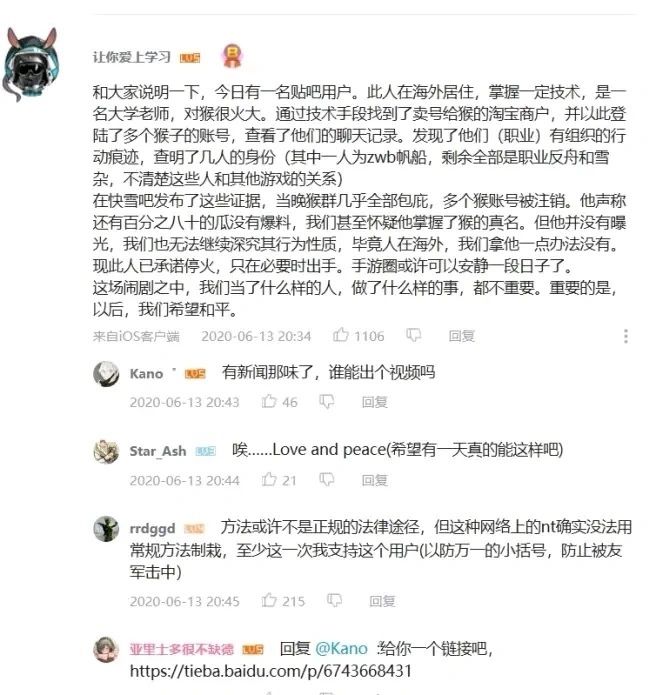 让你爱上学习 LV5 B
和大家说明一下，今日有一名贴吧用户。此人在海外居住，掌握一定技术，是一
名大学老师，对猴很火大。通过技术手段找到了卖号给猴的淘宝商户，并以此登
陆了多个猴子的账号，查看了他们的聊天记录。发现了他们（职业）有组织的行
动痕迹，查明了几人的身份（其中一人为zwb帆船，剩余全部是职业反舟和雪
杂，不清楚这些人和其他游戏的关系）
在快雪吧发布了这些证据，当晚猴群几乎全部包庇，多个猴账号被注销。他声称
还有百分之八十的瓜没有爆料，我们甚至怀疑他掌握了猴的真名。但他并没有曝
光，我们也无法继续深究其行为性质，毕竟人在海外，我们拿他一点办法没有。
现此人已承诺停火，只在必要时出手。手游圈或许可以安静一段日子了。
这场闹剧之中，我们当了什么样的人，做了什么样的事，都不重要。重要的是，
以后，我们希望和平。
来自iOS客户端 2020-06-13 20:34 1106 回复
Kano ゛ LV5 有新闻那味了，谁能出个视频吗
2020-06-13 20:43 46 回复
Star_Ash LV3 唉......Love and peace(希望有一天真的能这样吧)
2020-06-13 20:44 21 回复
rrdggd LV4 方法或许不是正规的法律途径，但这种网络上的nt确实没法用
常规方法制裁，至少这一次我支持这个用户(以防万一的小括号，防止被友
军击中）
2020-06-13 20:45 215 回复
亚里士多很不缺德 LV5 回复 @Kano :给你一个链接吧，
https://tieba.baidu.com/p/6743668431